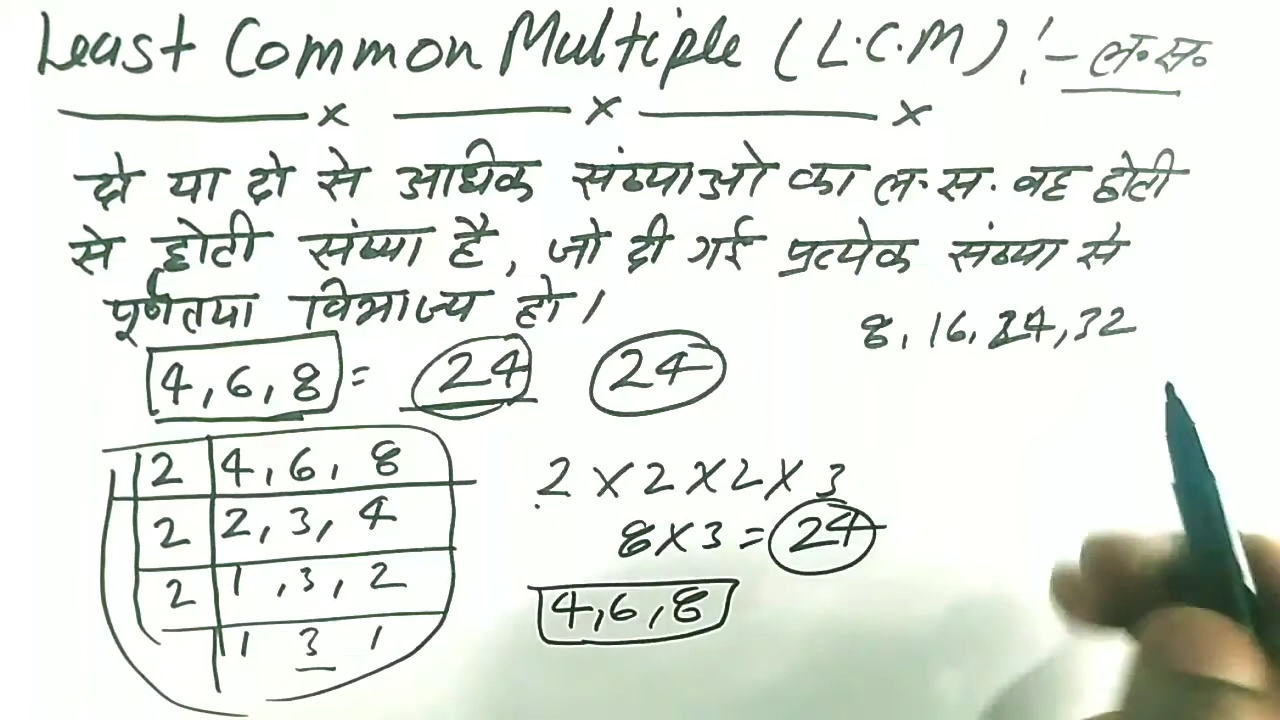 Least Common Multiple (L.C.M) :- ल.स.
x x x
दो या दो से अधिक संख्याओ का ल.स. वह छोटी
से छोटी संख्या है, जो दी गई प्रत्येक संख्या से
पूर्णतया विभाज्य हो।
8, 16, 24, 32
4, 6, 8 = 24 24
2 4, 6, 8
2 2, 3, 4
2 1, 3, 2
1 3 1
2 x 2 x 2 x 3
8 x 3 = 24
4, 6, 8